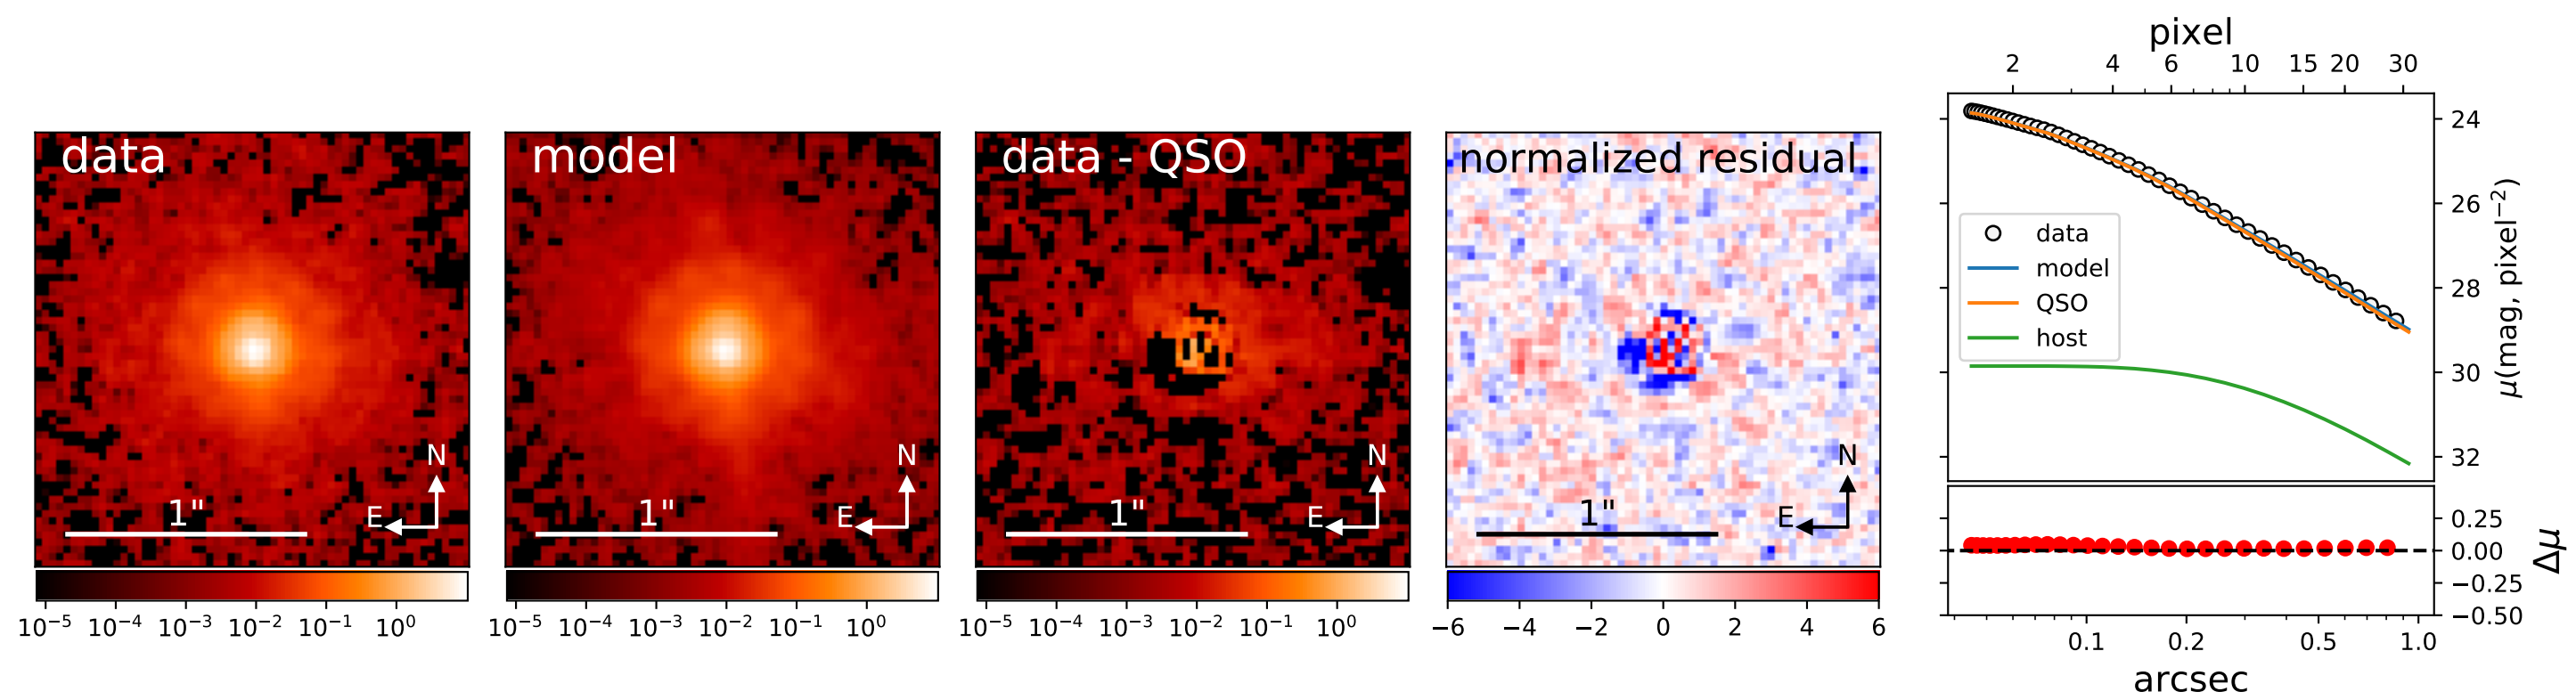 data
N
E
1"
10⁻⁵ 10⁻⁴ 10⁻³ 10⁻² 10⁻¹ 10⁰
model
N
E
1"
10⁻⁵ 10⁻⁴ 10⁻³ 10⁻² 10⁻¹ 10⁰
data - QSO
N
E
1"
10⁻⁵ 10⁻⁴ 10⁻³ 10⁻² 10⁻¹ 10⁰
normalized residual
N
E
1"
−6 −4 −2 0 2 4 6
pixel
2 4 6 10 15 20 30
data
model
QSO
host
24
26
28
30
32
μ(mag, pixel⁻²)
0.25
0.00
−0.25
−0.50
Δμ
0.1 0.2 0.5 1.0
arcsec